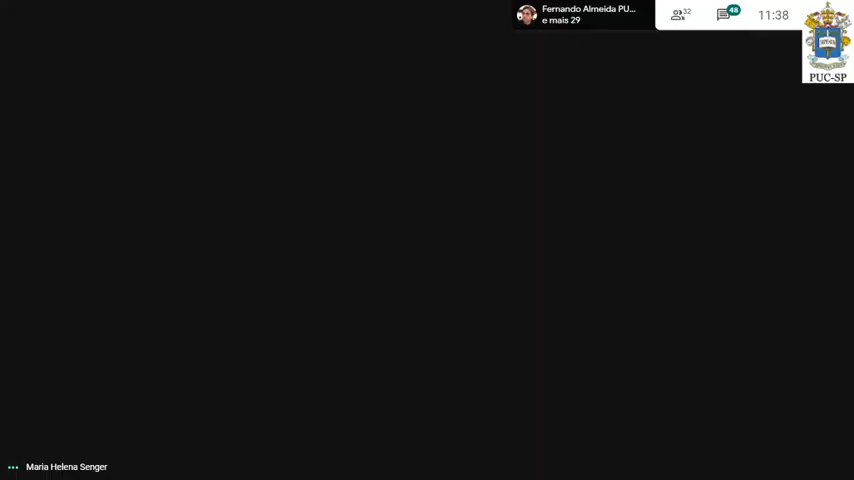 Fernando Almeida PU...
e mais 29
32
48
11:38
PUC-SP
Maria Helena Senger